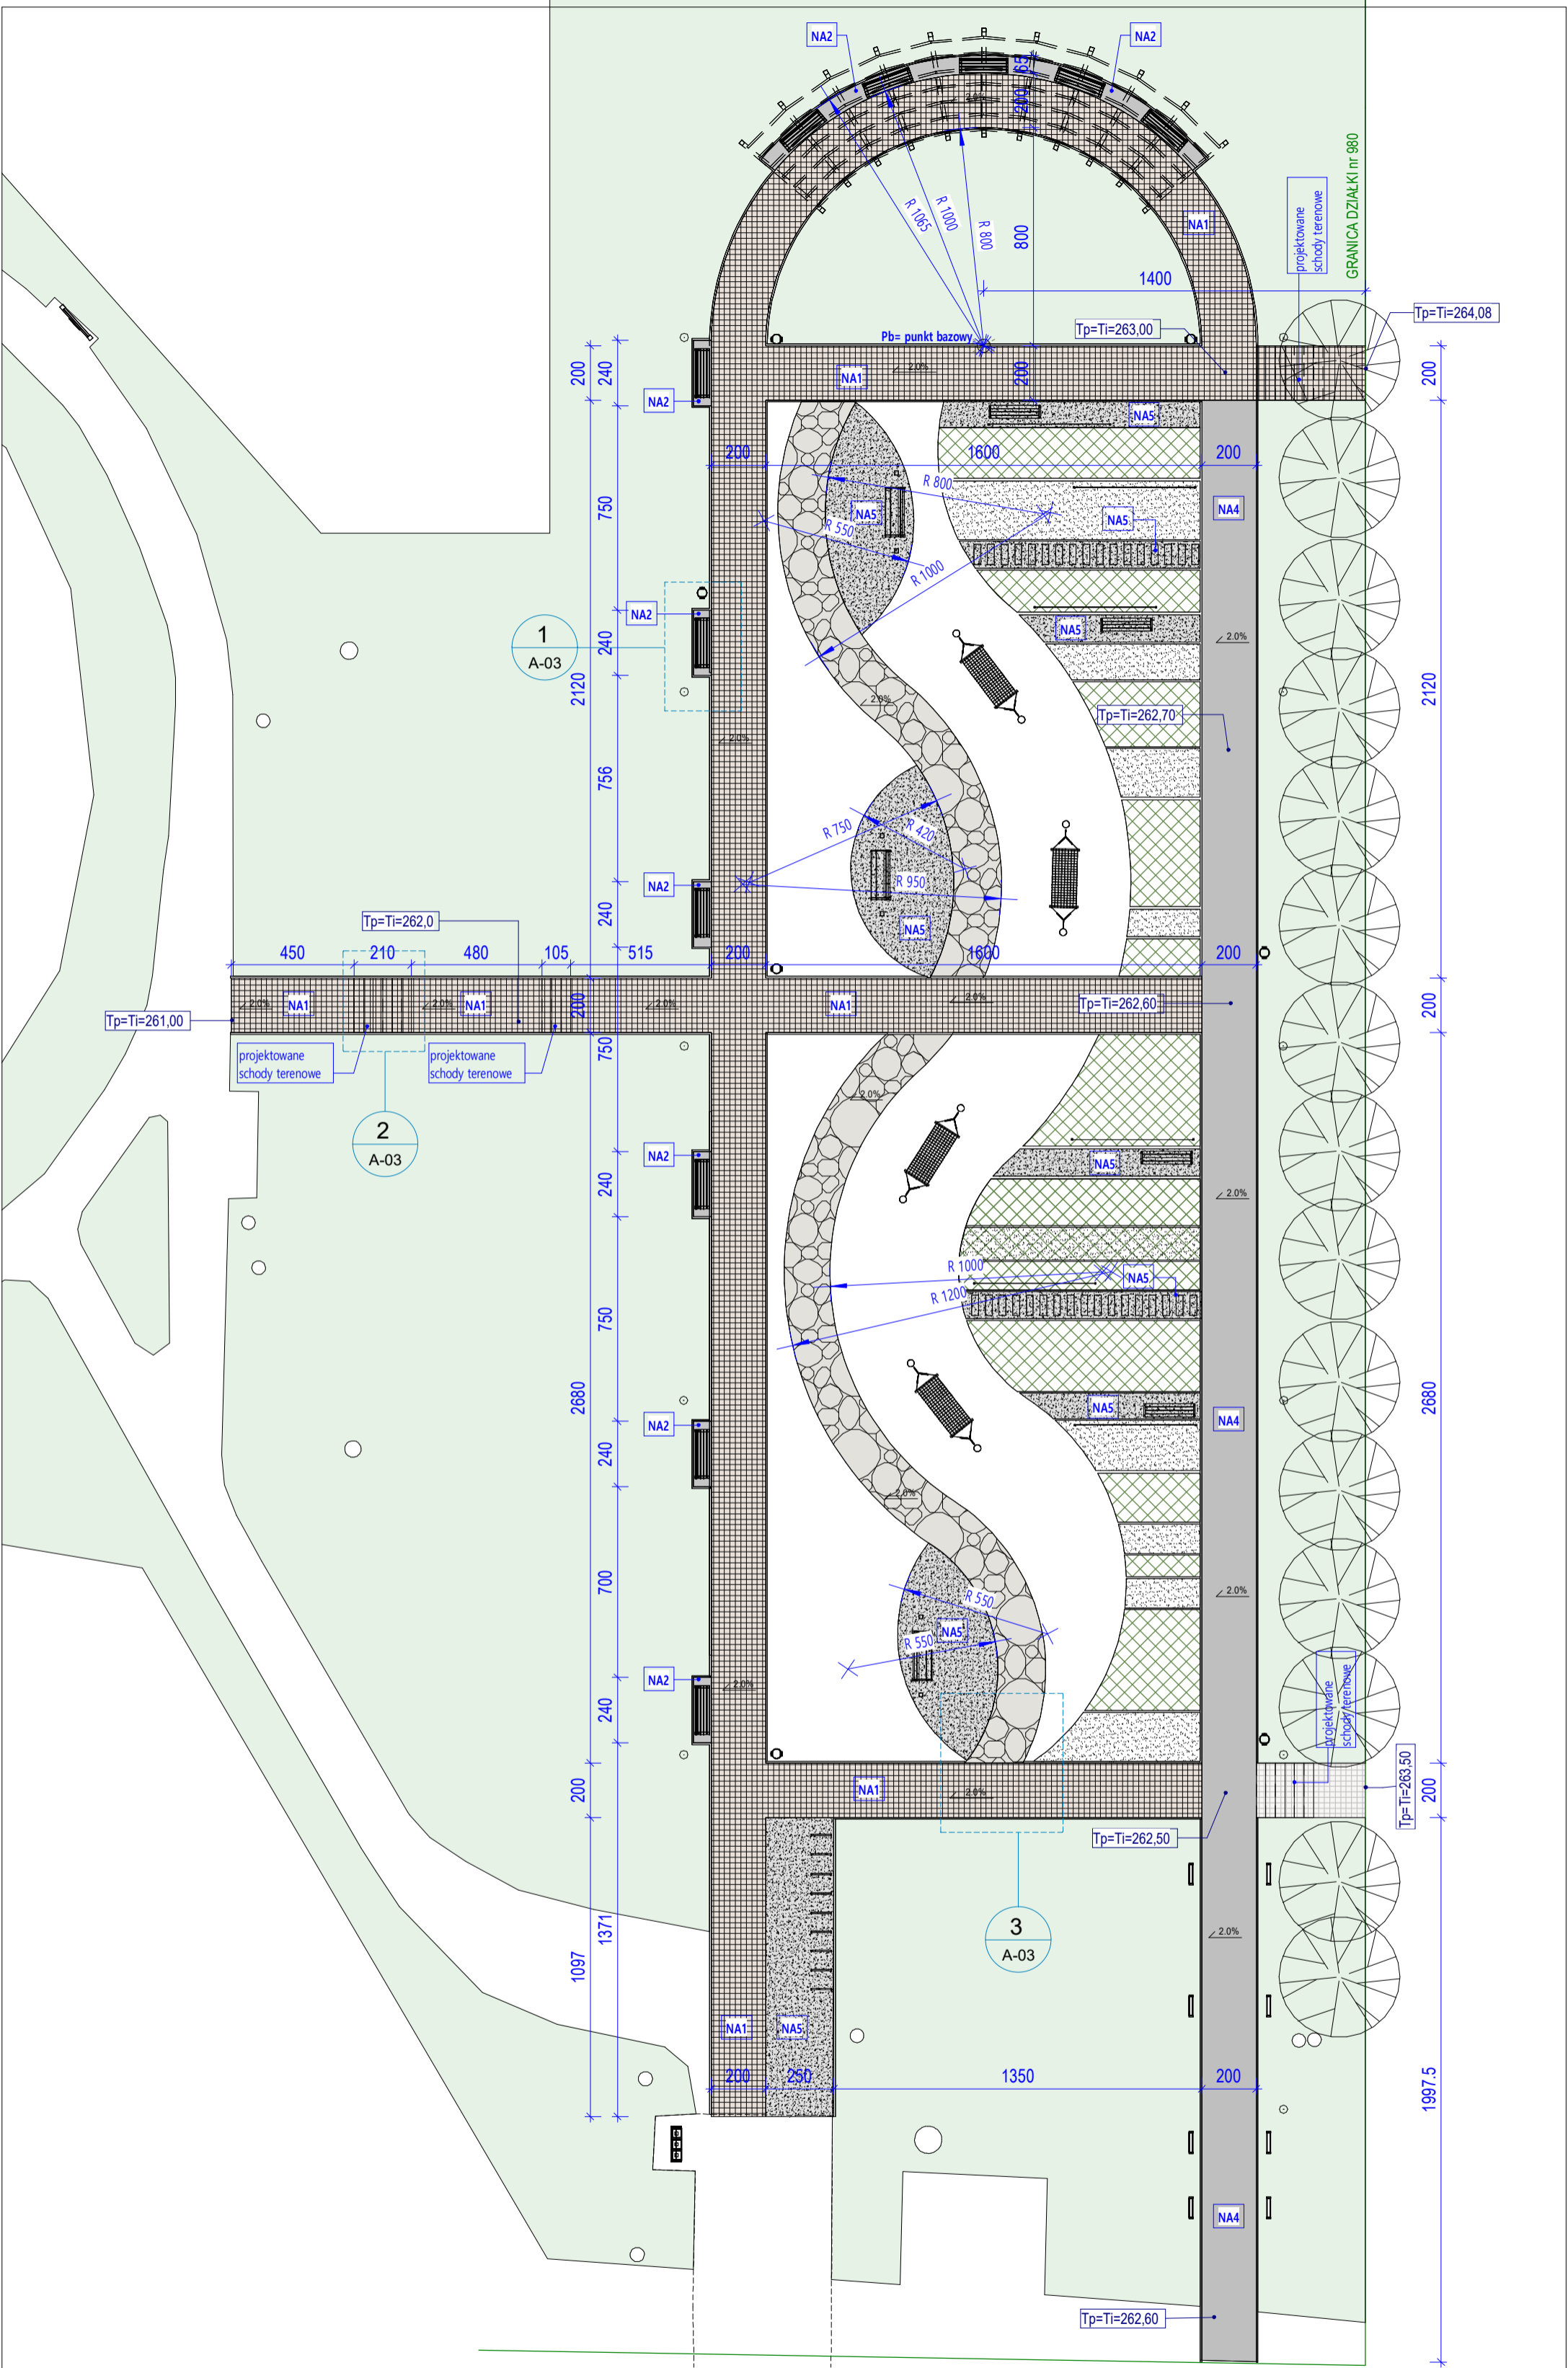 NA2
NA2
65
200
2.0%
R 1065
R 1000
R 800
800
NA1
projektowane
schody terenowe
GRANICA DZIAŁKI nr 980
1400
Pb= punkt bazowy
Tp=Ti=263,00
Tp=Ti=264,08
200
240
NA2
NA1
2.0%
200
200
NA5
200
1600
200
750
R 800
NA5
R 550
NA5
NA4
R 1000
NA2
1
A-03
240
2120
NA5
2.0%
2120
2.0%
Tp=Ti=262,70
2.0%
756
R 750
R 420
NA2
R 950
240
NA5
Tp=Ti=262,0
450
210
480
105
515
200
1600
200
2.0%
NA1
2.0%
NA1
200
2.0%
NA1
2.0%
Tp=Ti=262,60
200
Tp=Ti=261,00
projektowane
schody terenowe
projektowane
schody terenowe
750
2.0%
2
A-03
NA2
NA5
240
2.0%
R 1000
NA5
R 1200
750
2680
2680
NA5
NA4
NA2
240
2.0%
700
R 550
2.0%
NA5
R 550
NA2
2.0%
240
projektowane
schody terenowe
200
NA1
2.0%
Tp=Ti=263,50
200
Tp=Ti=262,50
3
A-03
2.0%
1371
1097
NA1
NA5
200
250
1350
200
1997.5
NA4
Tp=Ti=262,60